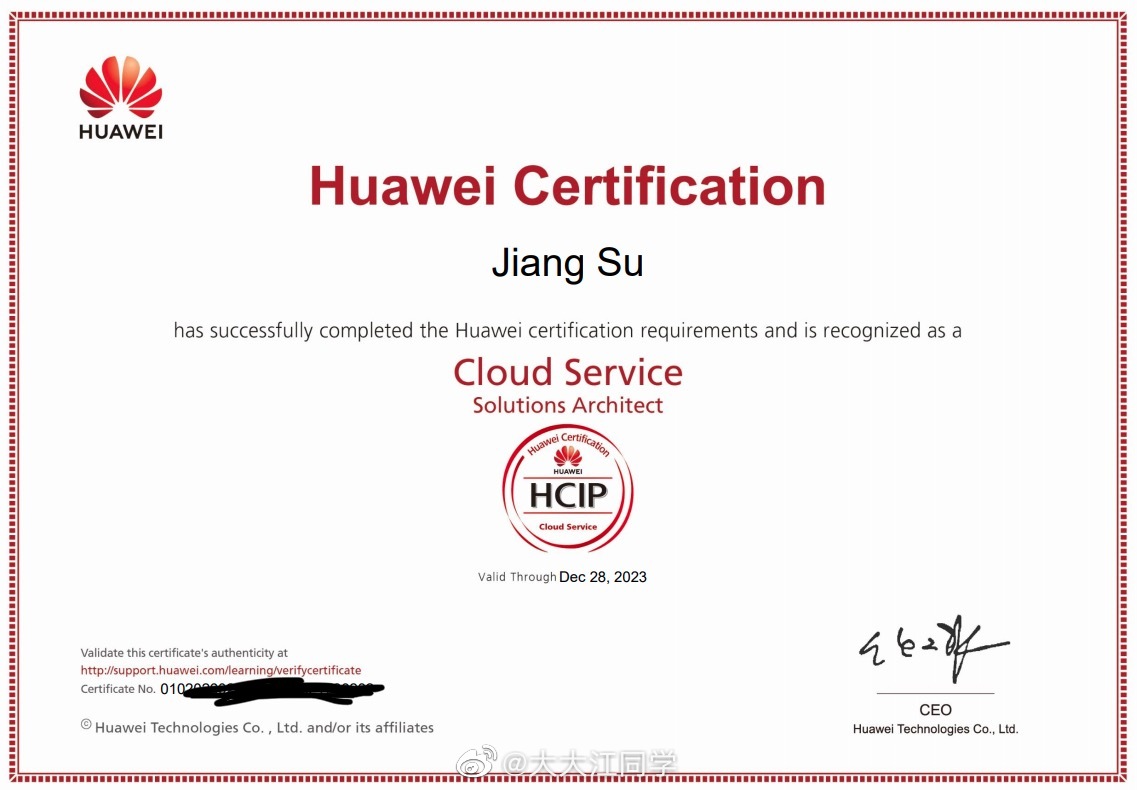 HUAWEI
Huawei Certification
Jiang Su
has successfully completed the Huawei certification requirements and is recognized as a
Cloud Service
Solutions Architect
Huawei Certification
HUAWEI
HCIP
Cloud Service
Valid Through Dec 28, 2023
Validate this certificate's authenticity at
http://support.huawei.com/learning/verifycertificate
Certificate No.
CEO
© Huawei Technologies Co. , Ltd. and/or its affiliates
Huawei Technologies Co., Ltd.
@大大江同学